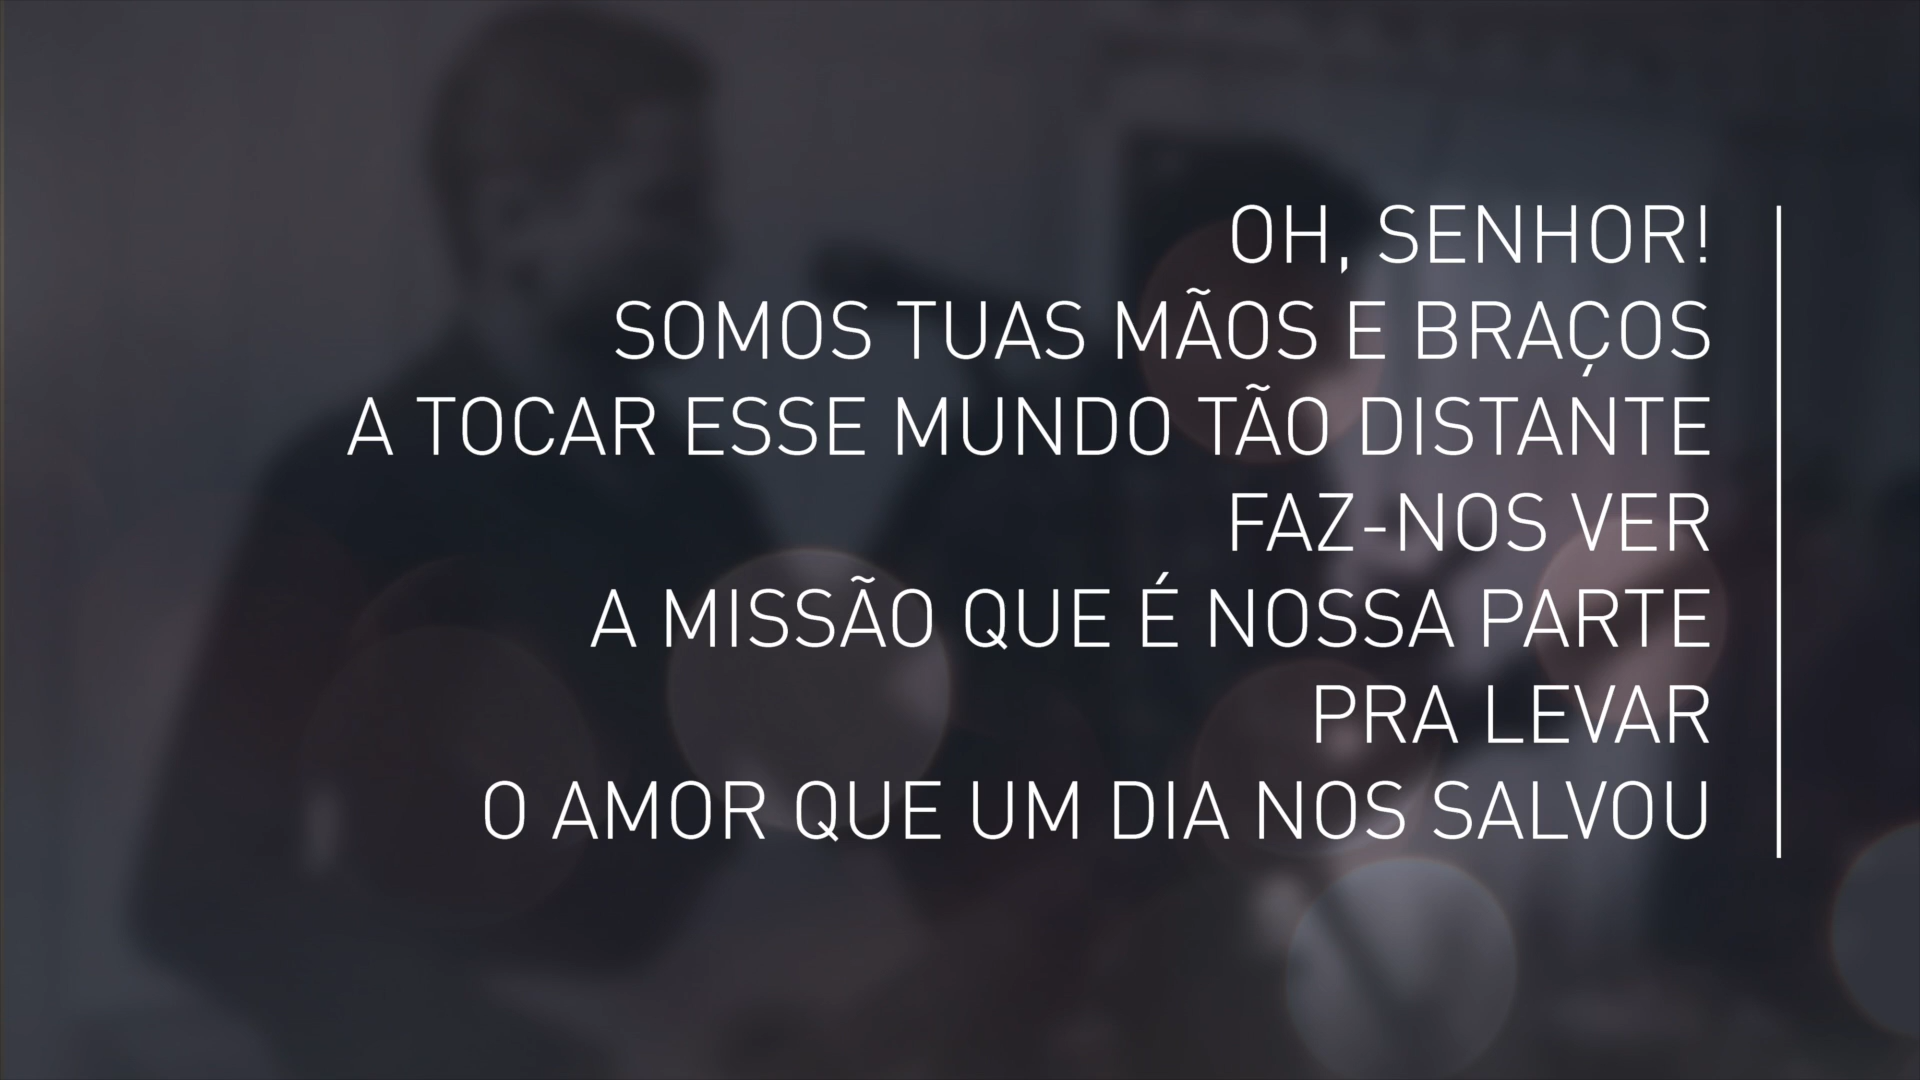 OH, SENHOR!
SOMOS TUAS MÃOS E BRAÇOS
A TOCAR ESSE MUNDO TÃO DISTANTE
FAZ-NOS VER
A MISSÃO QUE É NOSSA PARTE
PRA LEVAR
O AMOR QUE UM DIA NOS SALVOU